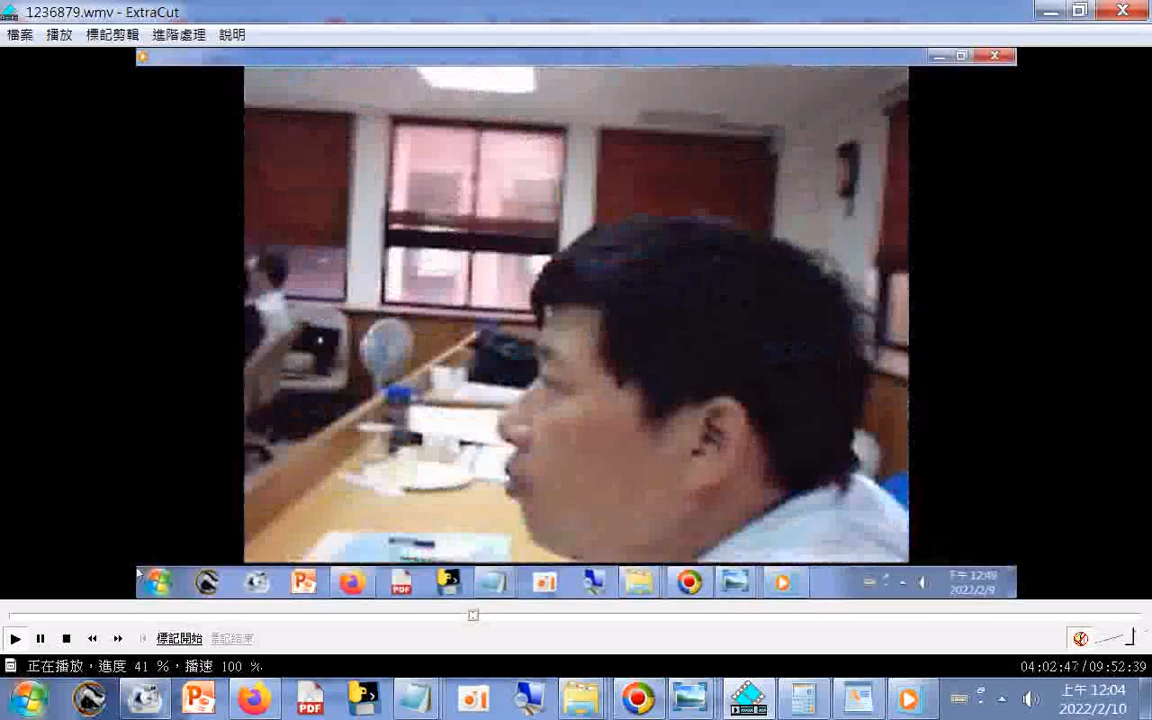 1236879.wmv - ExtraCut
檔案 播放 標記剪輯 進階處理 說明
下午 12:49
2022/2/9
標記開始 標記結束
正在播放，進度 41 %，播速 100 %.
04:02:47/09:52:39
上午 12:04
2022/2/10